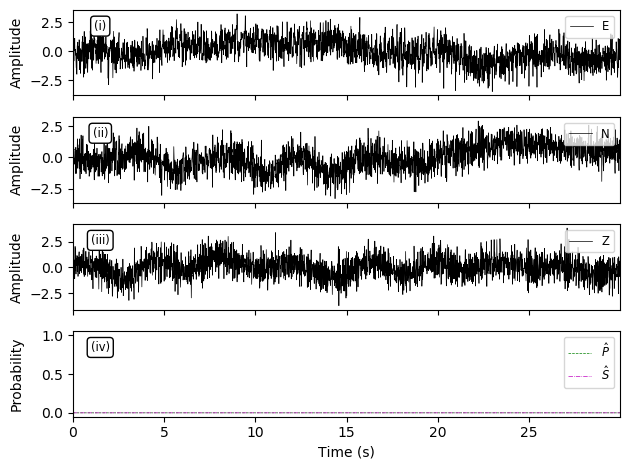 Amplitude
2.5
0.0
−2.5
(i)
E
Amplitude
2.5
0.0
−2.5
(ii)
N
Amplitude
2.5
0.0
−2.5
(iii)
Z
Probability
1.0
0.5
0.0
(iv)
P̂
Ŝ
0 5 10 15 20 25
Time (s)